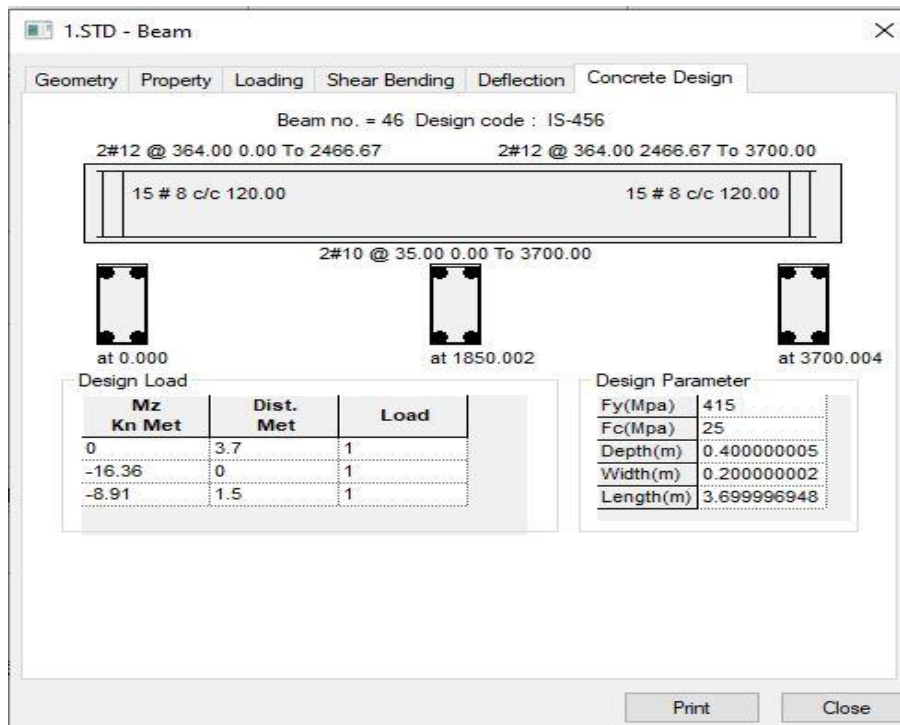 1.STD - Beam
Geometry Property Loading Shear Bending Deflection Concrete Design
Beam no. = 46 Design code : IS-456
2#12 @ 364.00 0.00 To 2466.67 2#12 @ 364.00 2466.67 To 3700.00
15 # 8 c/c 120.00 15 # 8 c/c 120.00
2#10 @ 35.00 0.00 To 3700.00
at 0.000 at 1850.002 at 3700.004
Design Load
Mz Dist. Load
Kn Met Met
0 3.7 1
-16.36 0 1
-8.91 1.5 1
Design Parameter
Fy(Mpa) 415
Fc(Mpa) 25
Depth(m) 0.400000005
Width(m) 0.200000002
Length(m) 3.699996948
Print Close